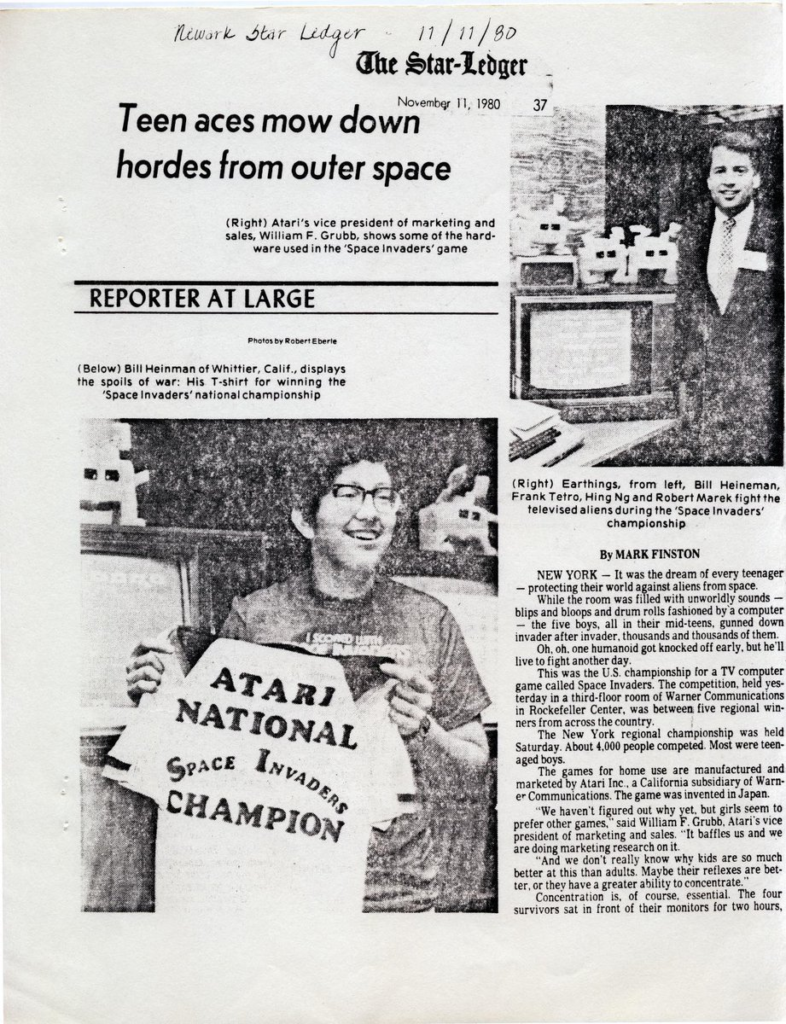 Newark Star Ledger - 11/11/80
The Star-Ledger
November 11, 1980 37
Teen aces mow down
hordes from outer space
(Right) Atari's vice president of marketing and
sales, William F. Grubb, shows some of the hard-
ware used in the 'Space Invaders' game
REPORTER AT LARGE
Photos by Robert Eberle
(Below) Bill Heinman of Whittier, Calif., displays
the spoils of war: His T-shirt for winning the
'Space Invaders' national championship
ATARI
NATIONAL
SPACE INVADERS
CHAMPION
(Right) Earthings, from left, Bill Heineman,
Frank Tetro, Hing Ng and Robert Marek fight the
televised aliens during the 'Space Invaders'
championship
By MARK FINSTON
NEW YORK — It was the dream of every teenager
— protecting their world against aliens from space.
While the room was filled with unworldly sounds —
blips and bloops and drum rolls fashioned by a computer
— the five boys, all in their mid-teens, gunned down
invader after invader, thousands and thousands of them.
Oh, oh, one humanoid got knocked off early, but he'll
live to fight another day.
This was the U.S. championship for a TV computer
game called Space Invaders. The competition, held yes-
terday in a third-floor room of Warner Communications
in Rockefeller Center, was between five regional win-
ners from across the country.
The New York regional championship was held
Saturday. About 4,000 people competed. Most were teen-
aged boys.
The games for home use are manufactured and
marketed by Atari Inc., a California subsidiary of Warn-
er Communications. The game was invented in Japan.
"We haven't figured out why yet, but girls seem to
prefer other games," said William F. Grubb, Atari's vice
president of marketing and sales. "It baffles us and we
are doing marketing research on it.
"And we don't really know why kids are so much
better at this than adults. Maybe their reflexes are bet-
ter, or they have a greater ability to concentrate."
Concentration is, of course, essential. The four
survivors sat in front of their monitors for two hours,